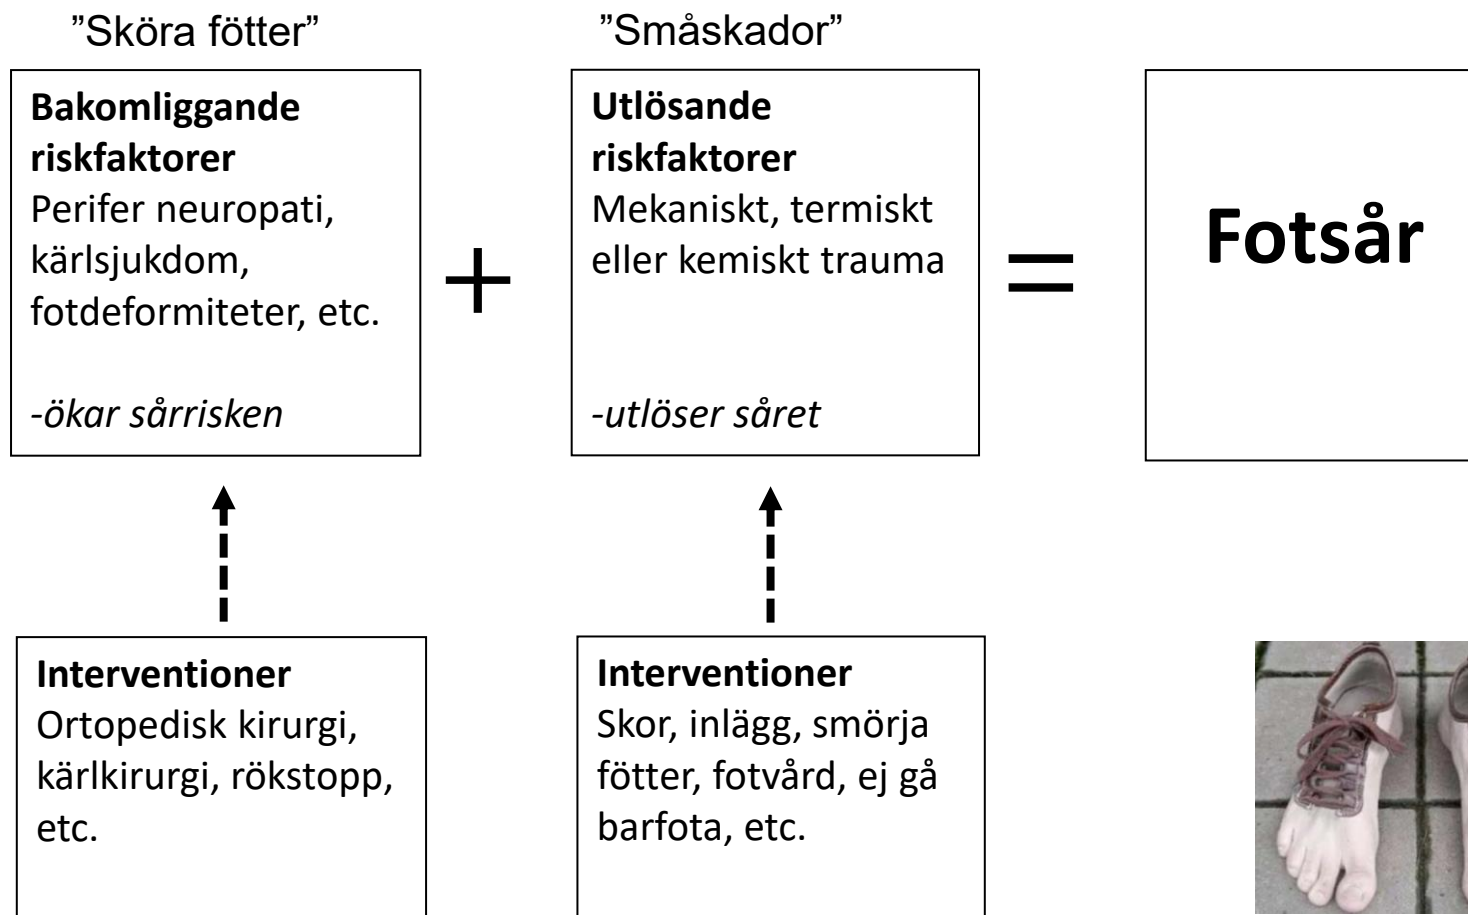 ”Sköra fötter”
”Småskador”
Bakomliggande
riskfaktorer
Perifer neuropati,
kärlsjukdom,
fotdeformiteter, etc.
-ökar sårrisken
+
Utlösande
riskfaktorer
Mekaniskt, termiskt
eller kemiskt trauma
-utlöser såret
=
Fotsår
Interventioner
Ortopedisk kirurgi,
kärlkirurgi, rökstopp,
etc.
Interventioner
Skor, inlägg, smörja
fötter, fotvård, ej gå
barfota, etc.